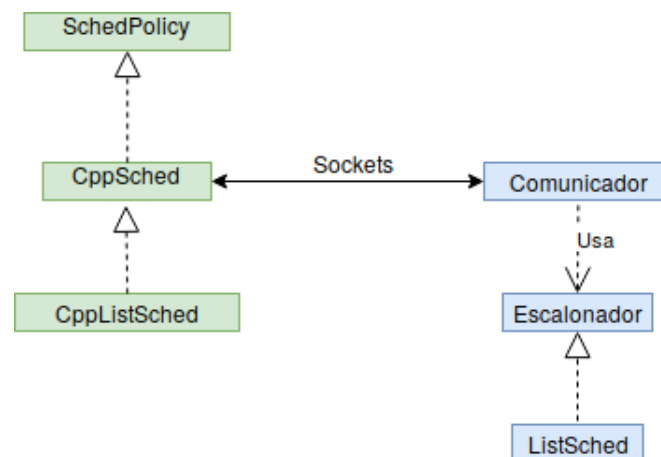 SchedPolicy
CppSched
Sockets
Comunicador
Usa
CppListSched
Escalonador
ListSched